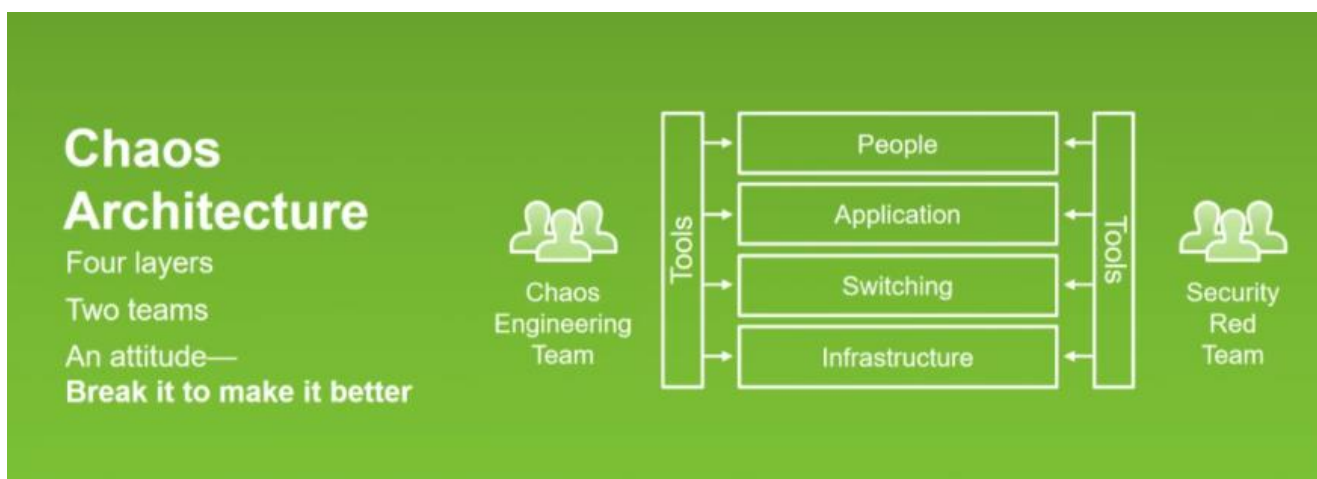 Chaos
Architecture
Four layers
Two teams
An attitude—
Break it to make it better
Chaos
Engineering
Team
Tools
People
Application
Switching
Infrastructure
Tools
Security
Red
Team